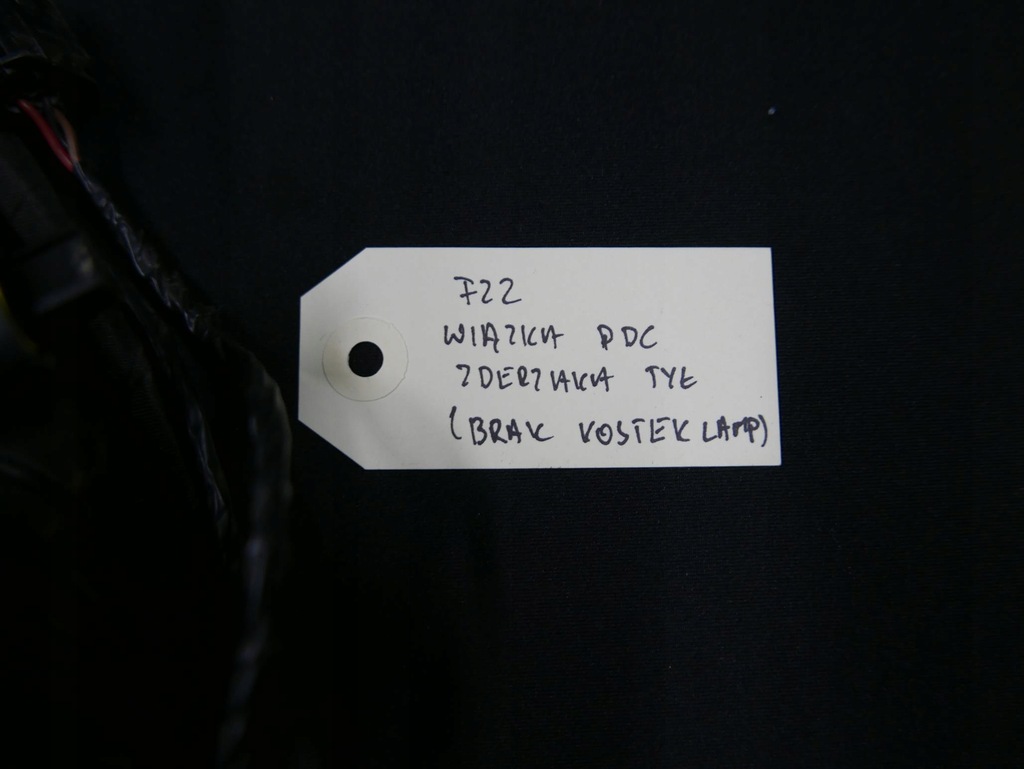 F22
WIĄZKA PDC
ZDERZAKA TYŁ
(BRAK KOSTEK LAMP)